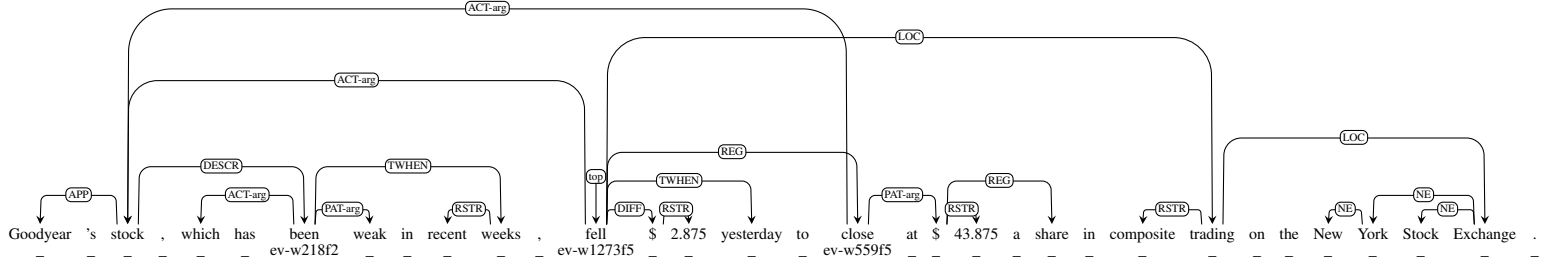 ACT-arg
LOC
ACT-arg
LOC
REG
DESCR TWHEN top TWHEN REG
APP ACT-arg NE
PAT-arg RSTR DIFF RSTR PAT-arg RSTR RSTR NE NE
Goodyear 's stock , which has been weak in recent weeks , fell $ 2.875 yesterday to close at $ 43.875 a share in composite trading on the New York Stock Exchange .
_ _ _ _ _ _ ev-w218f2 _ _ _ _ _ ev-w1273f5 _ _ _ _ ev-w559f5 _ _ _ _ _ _ _ _ _ _ _ _ _ _ _